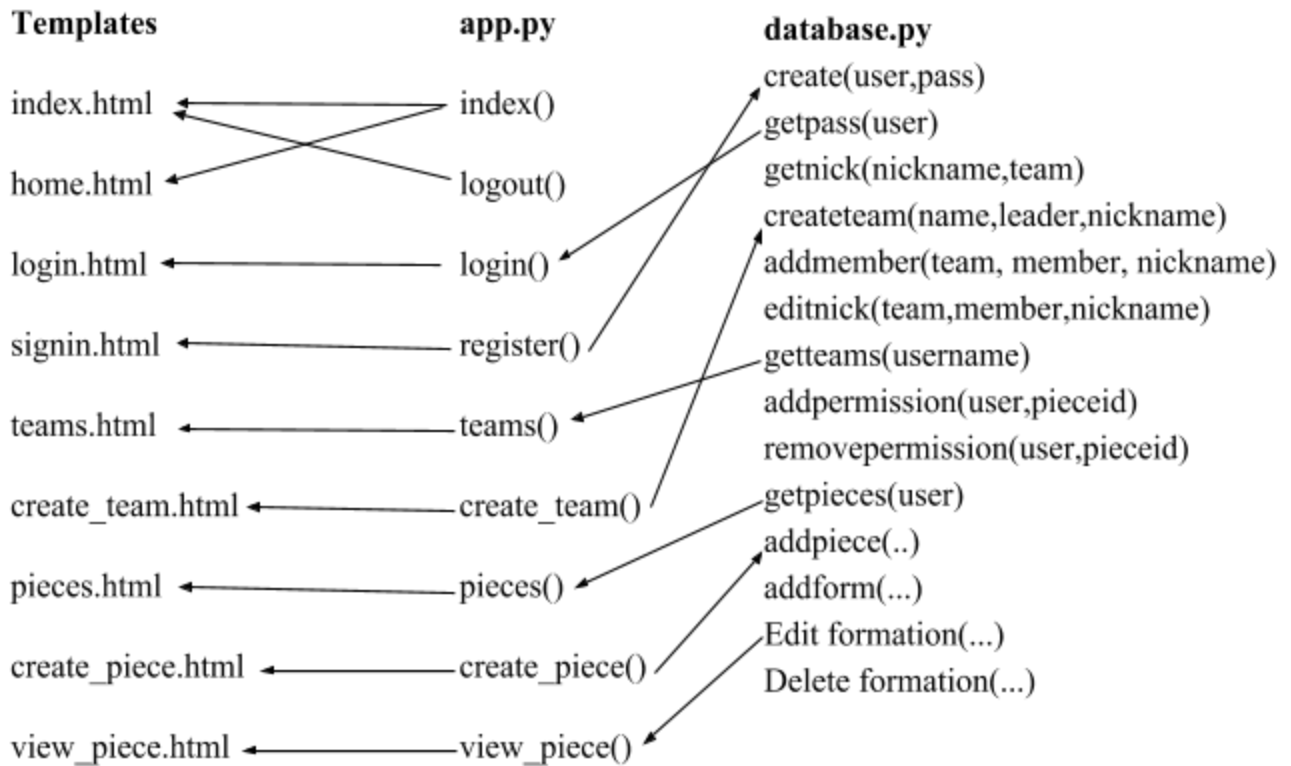 Templates
index.html
home.html
login.html
signin.html
teams.html
create_team.html
pieces.html
create_piece.html
view_piece.html
app.py
index()
logout()
login()
register()
teams()
create_team()
pieces()
create_piece()
view_piece()
database.py
create(user,pass)
getpass(user)
getnick(nickname,team)
createteam(name,leader,nickname)
addmember(team, member, nickname)
editnick(team,member,nickname)
getteams(username)
addpermission(user,pieceid)
removepermission(user,pieceid)
getpieces(user)
addpiece(..)
addform(...)
Edit formation(...)
Delete formation(...)